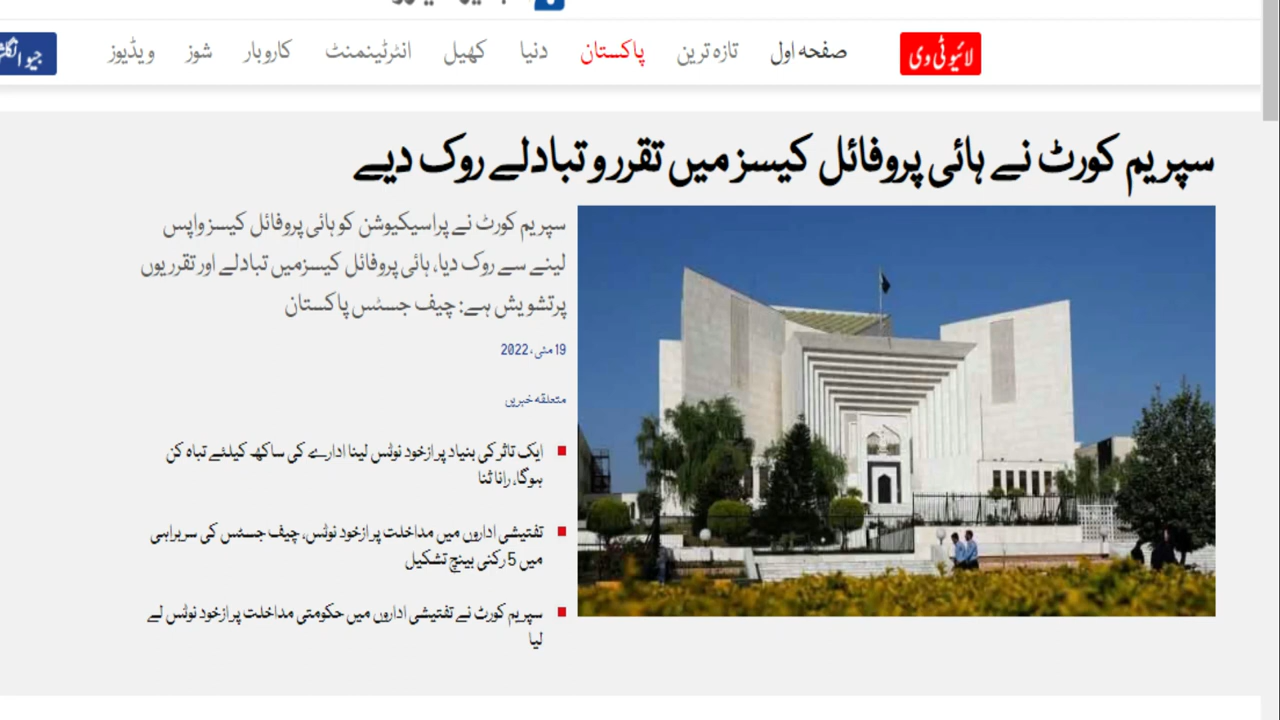 لائیو ٹی وی
صفحہ اول تازہ ترین پاکستان دنیا کھیل انٹرٹینمنٹ کاروبار شوز ویڈیوز جیو
سپریم کورٹ نے ہائی پروفائل کیسز میں تقرر و تبادلے روک دیے
سپریم کورٹ نے پراسیکیوشن کو ہائی پروفائل کیسز واپس
لینے سے روک دیا، ہائی پروفائل کیسزمیں تبادلے اور تقرریوں
پرتشویش ہے: چیف جسٹس پاکستان
19 مئی ، 2022
متعلقہ خبریں
ایک تاثر کی بنیاد پر ازخود نوٹس لینا ادارے کی ساکھ کیلئے تباہ کن
ہوگا، رانا ثنا
تفتیشی اداروں میں مداخلت پر ازخود نوٹس، چیف جسٹس کی سربراہی
میں 5 رکنی بینچ تشکیل
سپریم کورٹ نے تفتیشی اداروں میں حکومتی مداخلت پر ازخود نوٹس لے
لیا